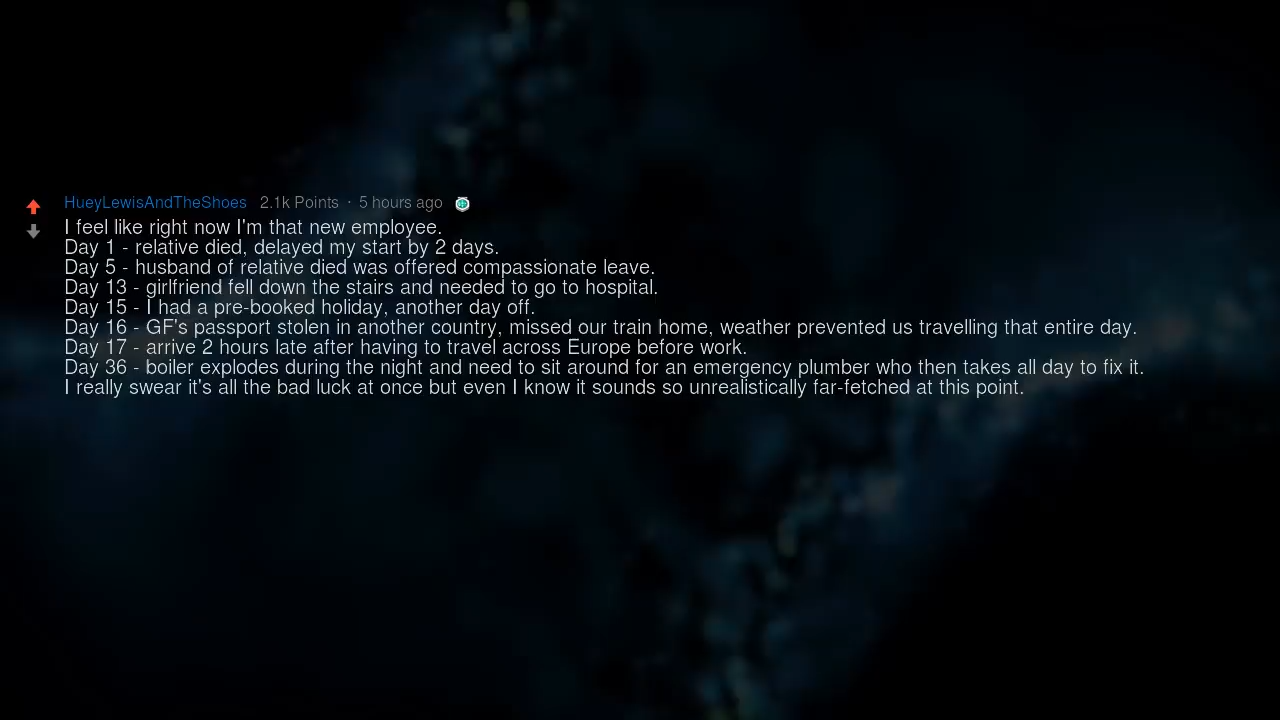 HueyLewisAndTheShoes 2.1k Points · 5 hours ago
I feel like right now I'm that new employee.
Day 1 - relative died, delayed my start by 2 days.
Day 5 - husband of relative died was offered compassionate leave.
Day 13 - girlfriend fell down the stairs and needed to go to hospital.
Day 15 - I had a pre-booked holiday, another day off.
Day 16 - GF's passport stolen in another country, missed our train home, weather prevented us travelling that entire day.
Day 17 - arrive 2 hours late after having to travel across Europe before work.
Day 36 - boiler explodes during the night and need to sit around for an emergency plumber who then takes all day to fix it.
I really swear it's all the bad luck at once but even I know it sounds so unrealistically far-fetched at this point.